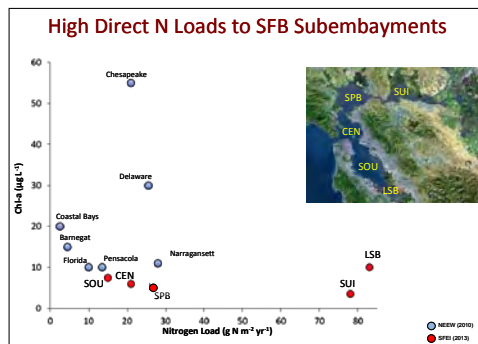 High Direct N Loads to SFB Subembayments
Chl-a (µg L⁻¹)
60
50
40
30
20
10
0
Chesapeake
Delaware
Coastal Bays
Barnegat
Florida
Pensacola
Narragansett
SOU
CEN
SPB
SUI
LSB
0 10 20 30 40 50 60 70 80 90
Nitrogen Load (g N m⁻² yr⁻¹)
SPB
SUI
CEN
SOU
LSB
NEEW (2010)
SFEI (2013)